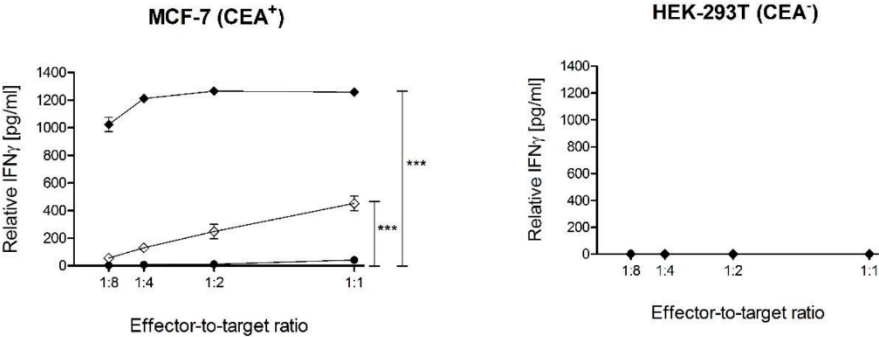 MCF-7 (CEA⁺)
Relative IFNγ [pg/ml]
1400
1200
1000
800
600
400
200
0
1:8 1:4 1:2 1:1
***
***
Effector-to-target ratio
HEK-293T (CEA⁻)
Relative IFNγ [pg/ml]
1400
1200
1000
800
600
400
200
0
1:8 1:4 1:2 1:1
Effector-to-target ratio